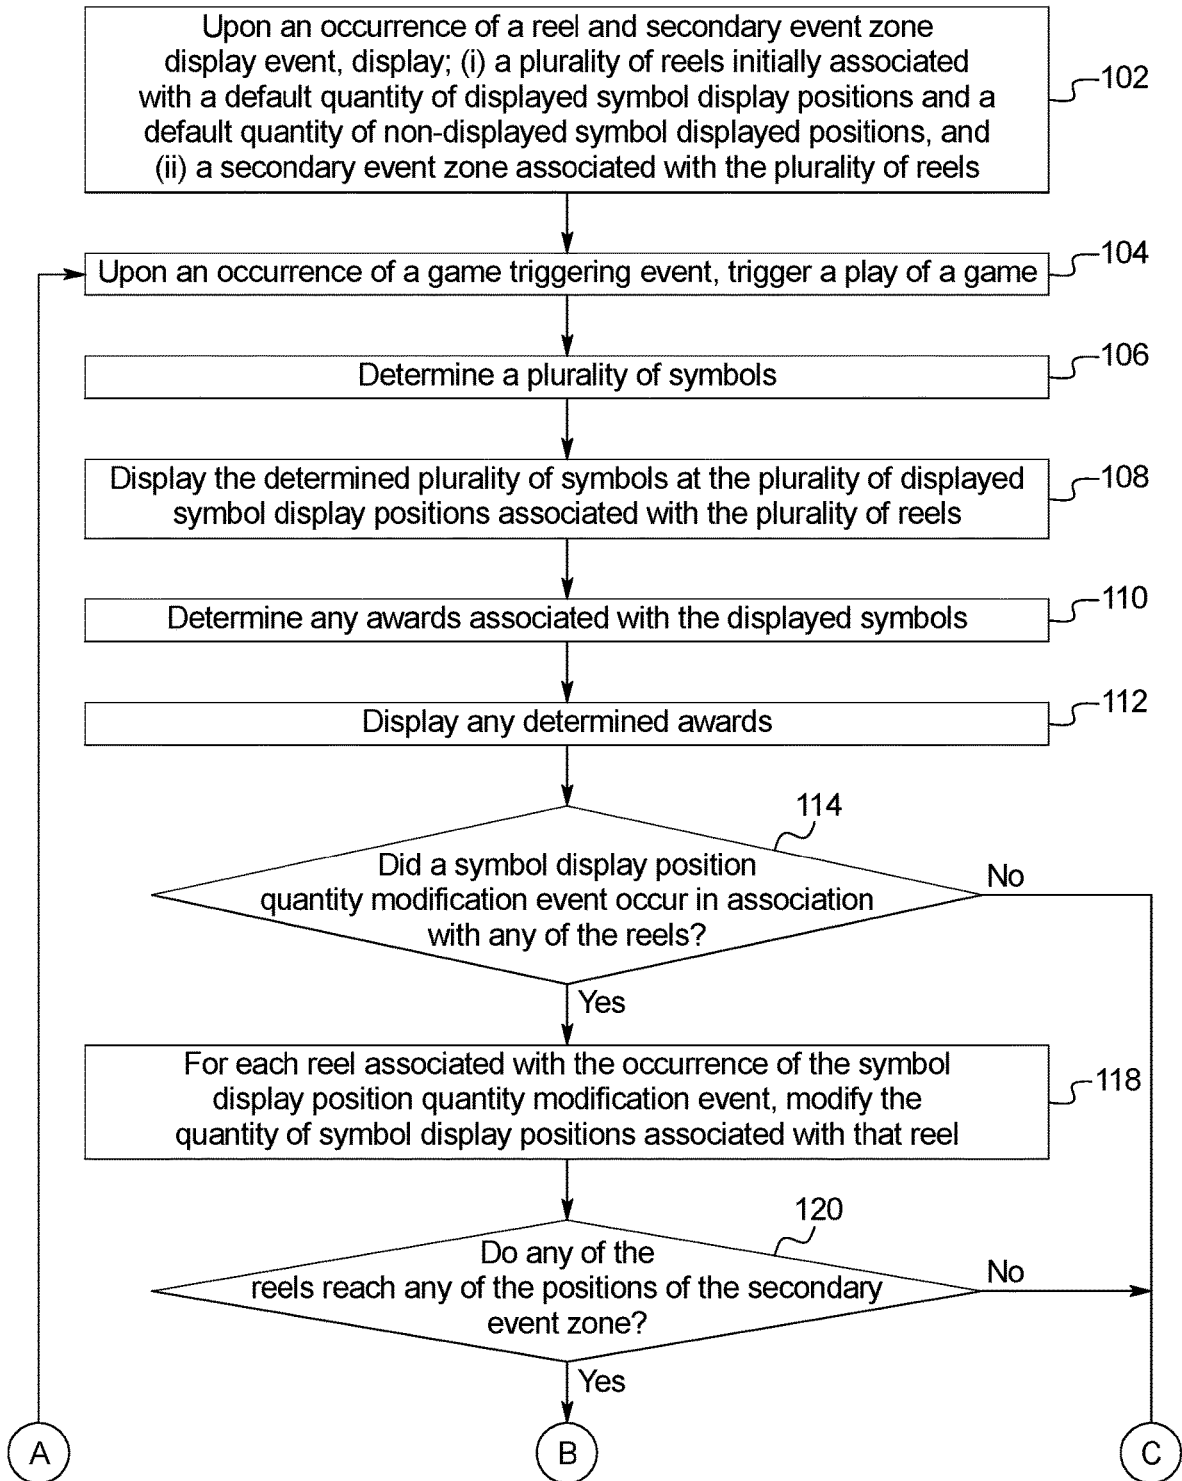 Upon an occurrence of a reel and secondary event zone
display event, display; (i) a plurality of reels initially associated
with a default quantity of displayed symbol display positions and a
default quantity of non-displayed symbol displayed positions, and
(ii) a secondary event zone associated with the plurality of reels
102
Upon an occurrence of a game triggering event, trigger a play of a game
104
Determine a plurality of symbols
106
Display the determined plurality of symbols at the plurality of displayed
symbol display positions associated with the plurality of reels
108
Determine any awards associated with the displayed symbols
110
Display any determined awards
112
114
Did a symbol display position
quantity modification event occur in association
with any of the reels?
No
Yes
For each reel associated with the occurrence of the symbol
display position quantity modification event, modify the
quantity of symbol display positions associated with that reel
118
120
Do any of the
reels reach any of the positions of the secondary
event zone?
No
Yes
A
B
C